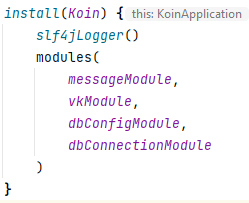 install(Koin) { this: KoinApplication
    slf4jLogger()
    modules(
        messageModule,
        vkModule,
        dbConfigModule,
        dbConnectionModule
    )
}